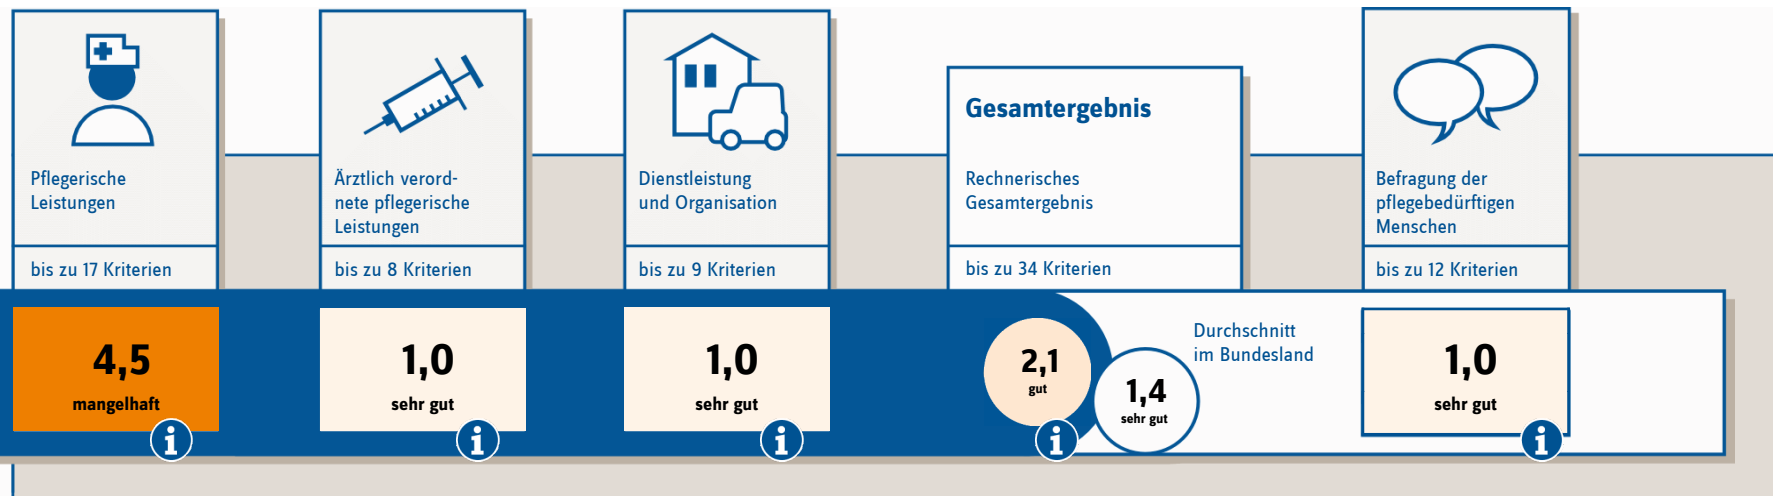 Pflegerische
Leistungen
bis zu 17 Kriterien
4,5
mangelhaft
i
Ärztlich verord-
nete pflegerische
Leistungen
bis zu 8 Kriterien
1,0
sehr gut
i
Dienstleistung
und Organisation
bis zu 9 Kriterien
1,0
sehr gut
i
Gesamtergebnis
Rechnerisches
Gesamtergebnis
bis zu 34 Kriterien
2,1
gut
i
Durchschnitt
im Bundesland
1,4
sehr gut
Befragung der
pflegebedürftigen
Menschen
bis zu 12 Kriterien
1,0
sehr gut
i